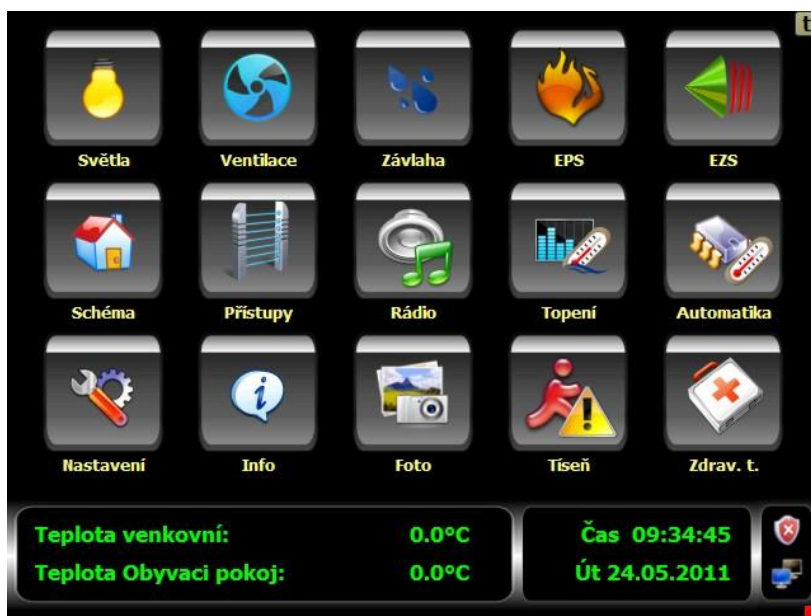 t
Světla Ventilace Závlaha EPS EZS
Schéma Přístupy Rádio Topení Automatika
Nastavení Info Foto Tíseň Zdrav. t.
Teplota venkovní: 0.0°C
Teplota Obyvaci pokoj: 0.0°C
Čas 09:34:45
Út 24.05.2011